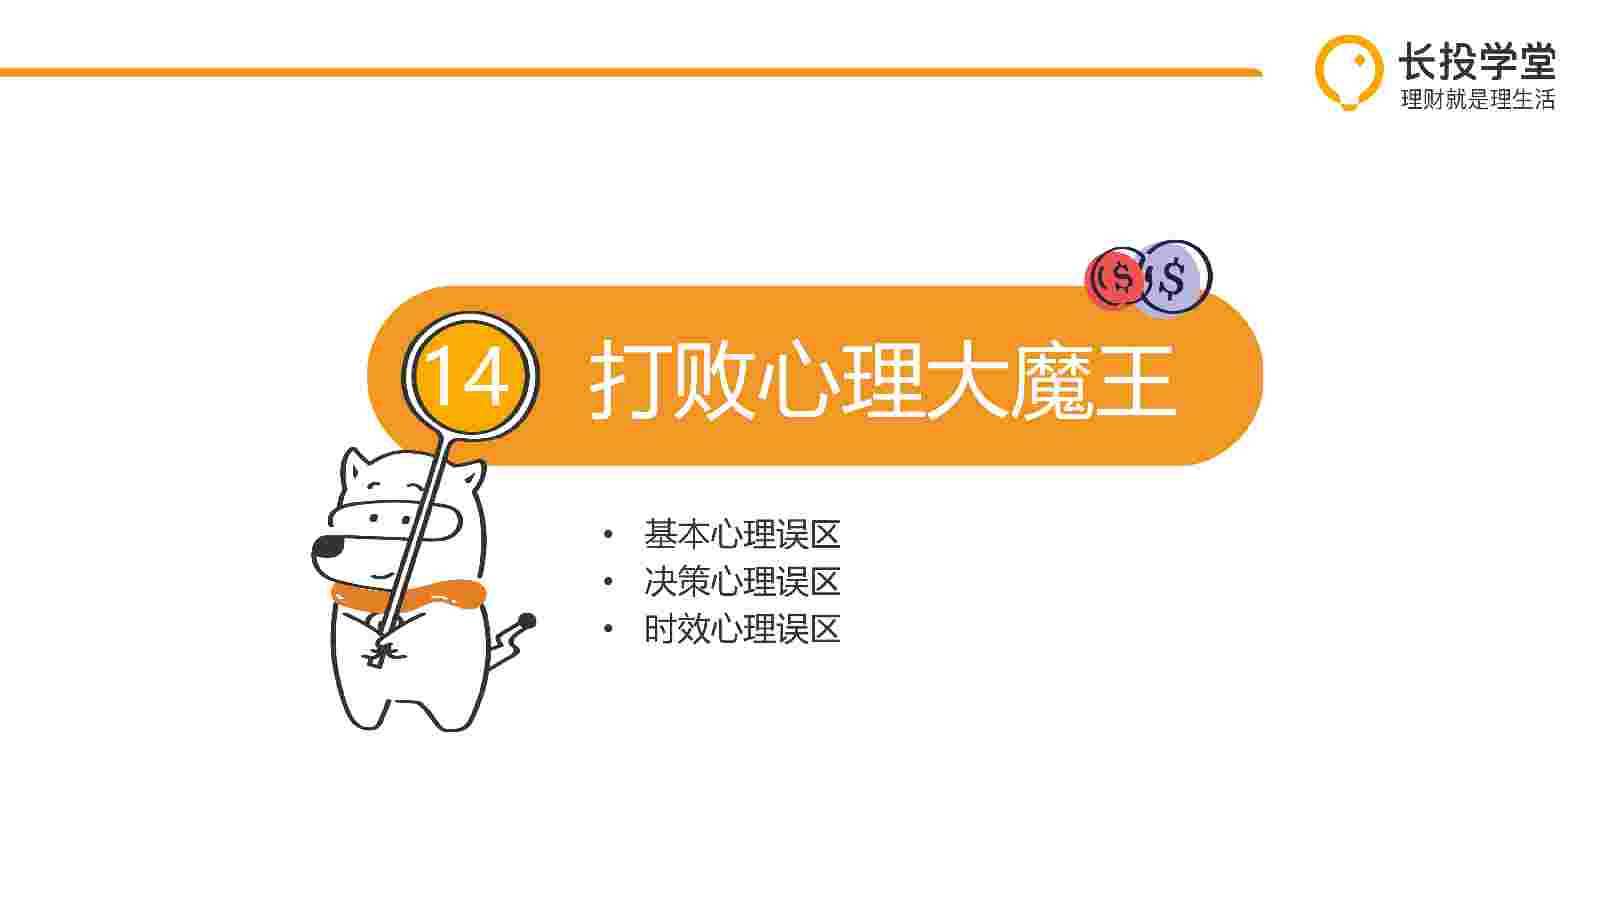 长投学堂
理财就是理生活
$ $
14 打败心理大魔王
• 基本心理误区
• 决策心理误区
• 时效心理误区